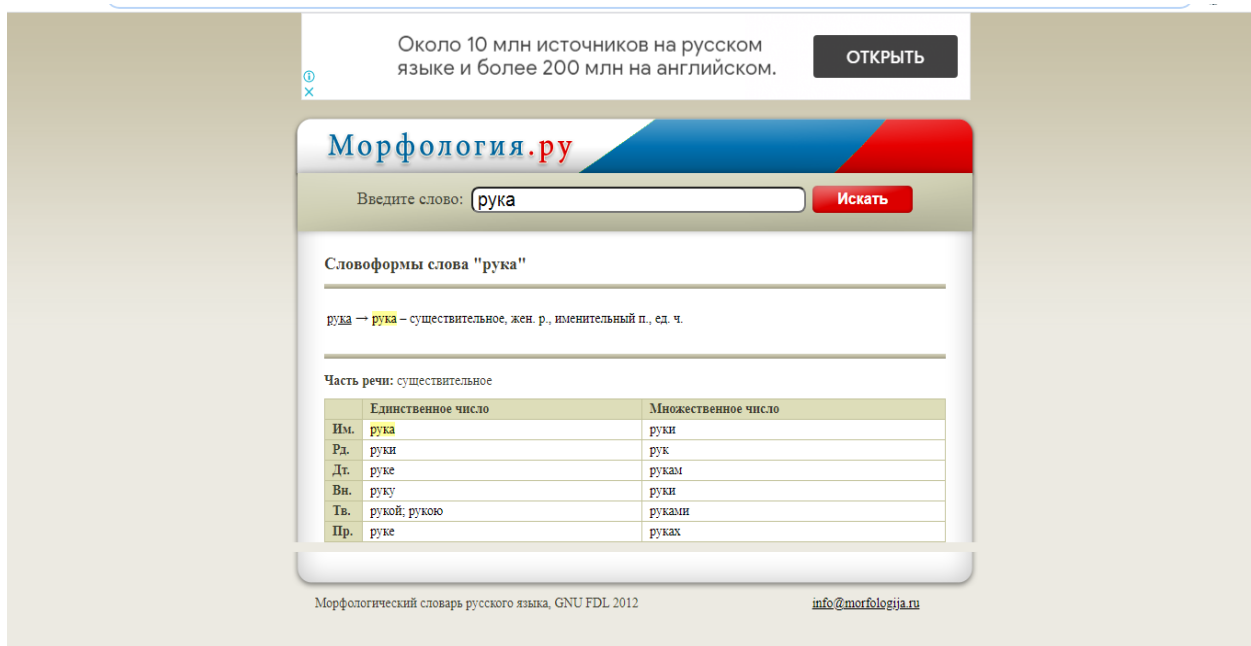 Около 10 млн источников на русском
языке и более 200 млн на английском.
ОТКРЫТЬ
Морфология.ру
Введите слово: рука Искать
Словоформы слова "рука"
рука → рука – существительное, жен. р., именительный п., ед. ч.
Часть речи: существительное
Единственное число Множественное число
Им. рука руки
Рд. руки рук
Дт. руке рукам
Вн. руку руки
Тв. рукой; рукою руками
Пр. руке руках
Морфологический словарь русского языка, GNU FDL 2012 info@morfologija.ru